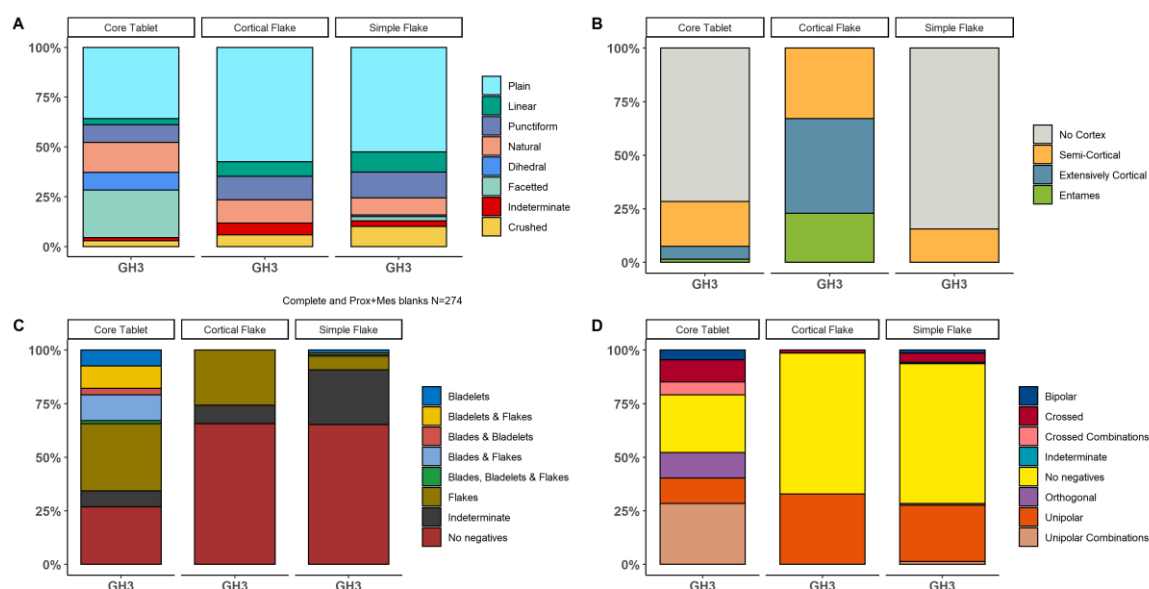 A
Core Tablet Cortical Flake Simple Flake
100%
75%
50%
25%
0%
GH3 GH3 GH3
Plain
Linear
Punctiform
Natural
Dihedral
Facetted
Indeterminate
Crushed
Complete and Prox+Mes blanks N=274
B
Core Tablet Cortical Flake Simple Flake
100%
75%
50%
25%
0%
GH3 GH3 GH3
No Cortex
Semi-Cortical
Extensively Cortical
Entames
C
Core Tablet Cortical Flake Simple Flake
100%
75%
50%
25%
0%
GH3 GH3 GH3
Bladelets
Bladelets & Flakes
Blades & Bladelets
Blades & Flakes
Blades, Bladelets & Flakes
Flakes
Indeterminate
No negatives
D
Core Tablet Cortical Flake Simple Flake
100%
75%
50%
25%
0%
GH3 GH3 GH3
Bipolar
Crossed
Crossed Combinations
Indeterminate
No negatives
Orthogonal
Unipolar
Unipolar Combinations